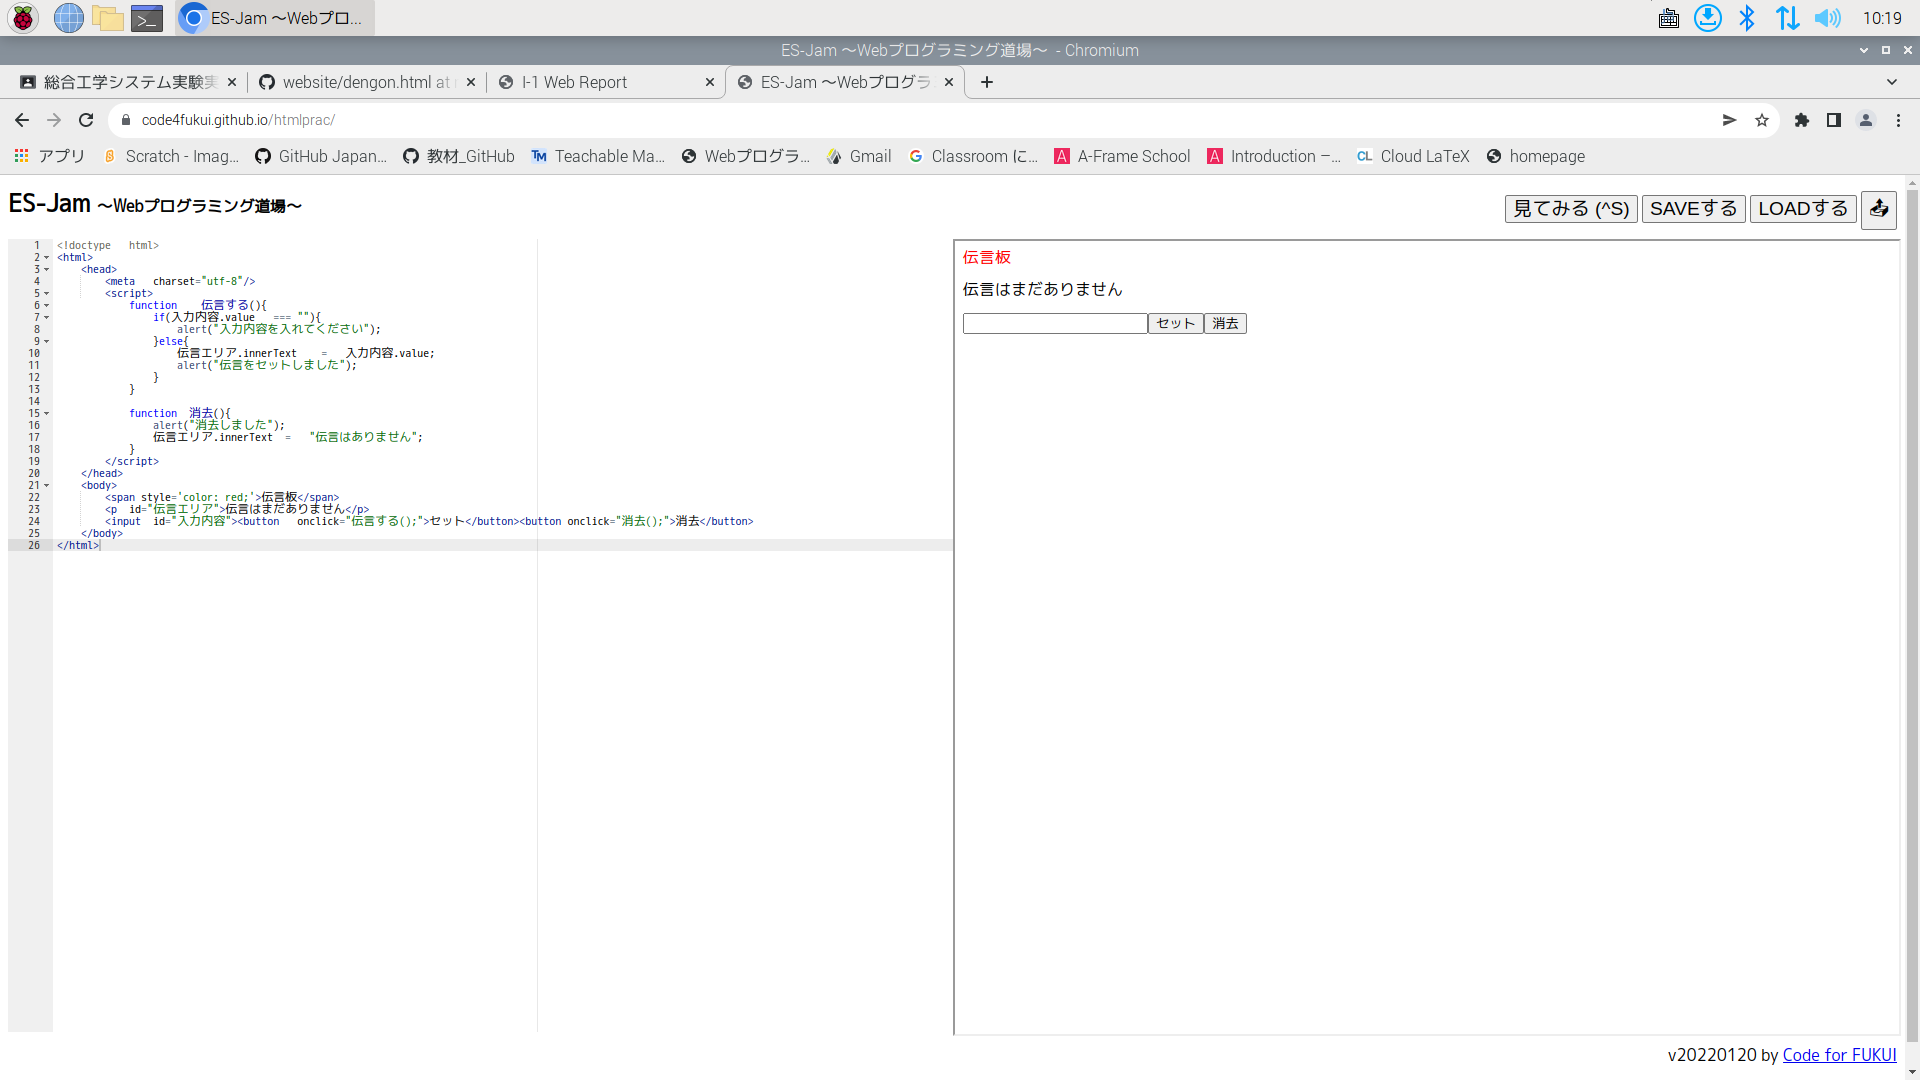 ES-Jam 〜Webプロ...
10:19
ES-Jam 〜Webプログラミング道場〜 - Chromium
総合工学システム実験実
website/dengon.html at
I-1 Web Report
ES-Jam 〜Webプログラ
code4fukui.github.io/htmlprac/
アプリ
Scratch - Imag...
GitHub Japan...
教材_GitHub
Teachable Ma...
Webプログラ...
Gmail
Classroom に...
A-Frame School
Introduction –...
Cloud LaTeX
homepage
ES-Jam 〜Webプログラミング道場〜
見てみる (^S) SAVEする LOADする
1 <!doctype html>
2 <html>
3 <head>
4 <meta charset="utf-8"/>
5 <script>
6 function 伝言する(){
7 if(入力内容.value === ""){
8 alert("入力内容を入れてください");
9 }else{
10 伝言エリア.innerText = 入力内容.value;
11 alert("伝言をセットしました");
12 }
13 }
14
15 function 消去(){
16 alert("消去しました");
17 伝言エリア.innerText = "伝言はありません";
18 }
19 </script>
20 </head>
21 <body>
22 <span style='color: red;'>伝言板</span>
23 <p id="伝言エリア">伝言はまだありません</p>
24 <input id="入力内容"><button onclick="伝言する();">セット</button><button onclick="消去();">消去</button>
25 </body>
26 </html>
伝言板
伝言はまだありません
セット 消去
v20220120 by Code for FUKUI